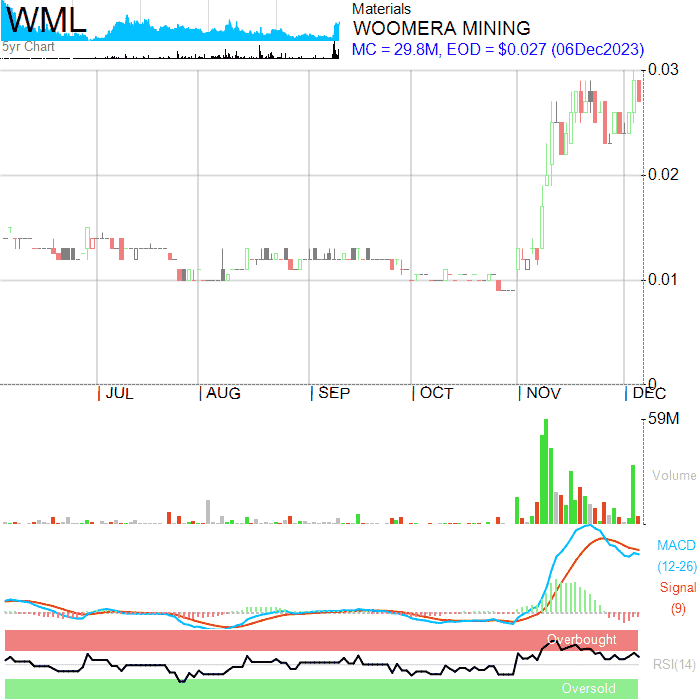 WML
5yr Chart
Materials
WOOMERA MINING
MC = 29.8M, EOD = $0.027 (06Dec2023)
0.03
0.02
0.01
0
JUL AUG SEP OCT NOV DEC
59M
Volume
MACD
(12-26)
Signal
(9)
Overbought
RSI(14)
Oversold